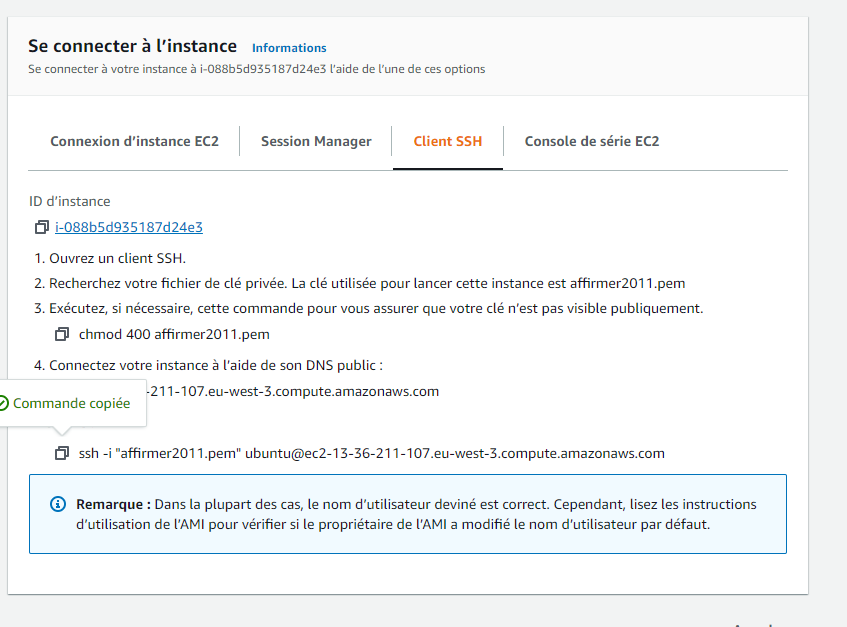 Se connecter à l’instance Informations
Se connecter à votre instance à i-088b5d935187d24e3 l’aide de l’une de ces options
Connexion d’instance EC2 Session Manager Client SSH Console de série EC2
ID d’instance
i-088b5d935187d24e3
1. Ouvrez un client SSH.
2. Recherchez votre fichier de clé privée. La clé utilisée pour lancer cette instance est affirmer2011.pem
3. Exécutez, si nécessaire, cette commande pour vous assurer que votre clé n’est pas visible publiquement.
chmod 400 affirmer2011.pem
4. Connectez votre instance à l’aide de son DNS public :
-211-107.eu-west-3.compute.amazonaws.com
Commande copiée
ssh -i "affirmer2011.pem" ubuntu@ec2-13-36-211-107.eu-west-3.compute.amazonaws.com
Remarque : Dans la plupart des cas, le nom d’utilisateur deviné est correct. Cependant, lisez les instructions
d’utilisation de l’AMI pour vérifier si le propriétaire de l’AMI a modifié le nom d’utilisateur par défaut.